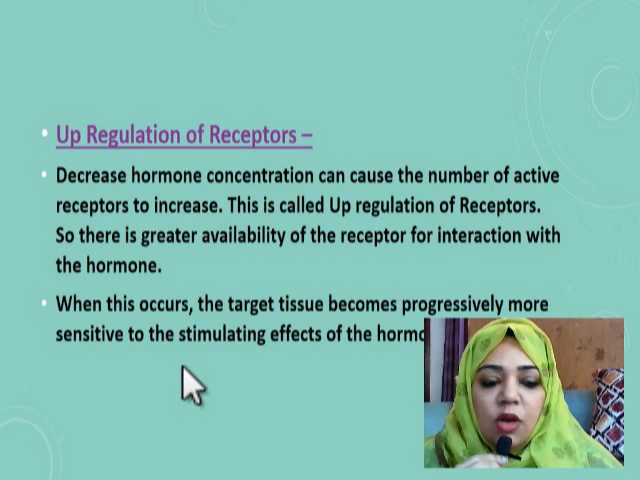 Up Regulation of Receptors –
Decrease hormone concentration can cause the number of active
receptors to increase. This is called Up regulation of Receptors.
So there is greater availability of the receptor for interaction with
the hormone.
When this occurs, the target tissue becomes progressively more
sensitive to the stimulating effects of the